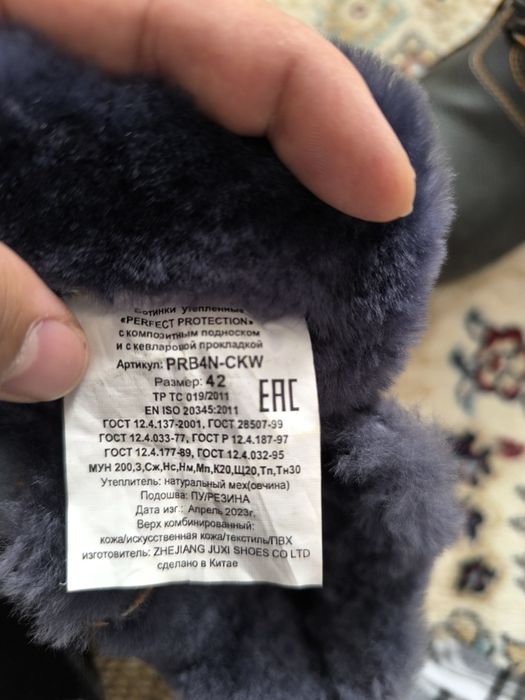 Ботинки утепленные
«PERFECT PROTECTION»
с композитным подноском
и с кевларовой прокладкой
Артикул: PRB4N-CKW
Размер: 42
ТР ТС 019/2011
EN ISO 20345:2011
EAC
ГОСТ 12.4.137-2001, ГОСТ 28507-99
ГОСТ 12.4.033-77, ГОСТ Р 12.4.187-97
ГОСТ 12.4.177-89, ГОСТ 12.4.032-95
МУН 200,З,Сж,Нс,Нм,Мп,К20,Щ20,Тп,Тн30
Утеплитель: натуральный мех(овчина)
Подошва: ПУ/РЕЗИНА
Дата изг.: Апрель 2023г.
Верх комбинированный:
кожа/искусственная кожа/текстиль/ПВХ
изготовитель: ZHEJIANG JUXI SHOES CO LTD
сделано в Китае